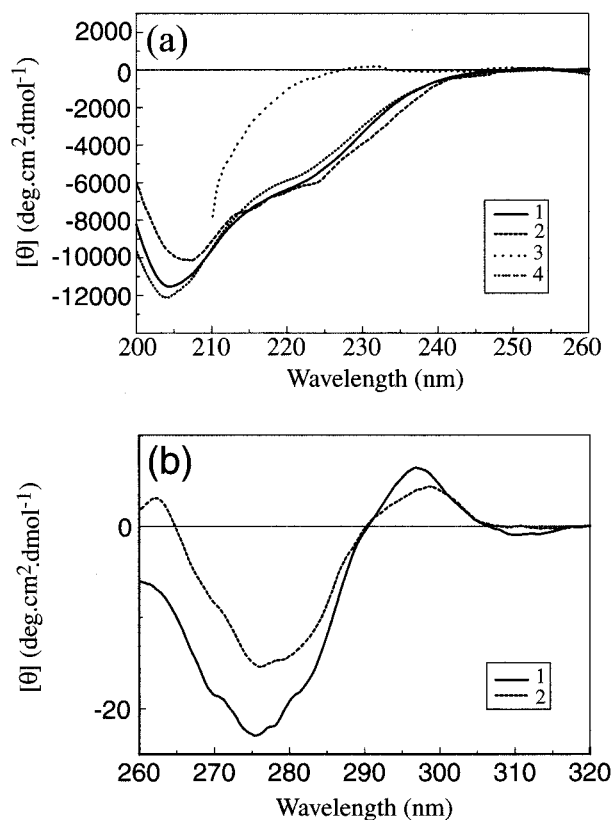 (a)
[θ] (deg.cm².dmol⁻¹)
2000
0
-2000
-4000
-6000
-8000
-10000
-12000
1
2
3
4
200 210 220 230 240 250 260
Wavelength (nm)
(b)
[θ] (deg.cm².dmol⁻¹)
0
-20
1
2
260 270 280 290 300 310 320
Wavelength (nm)